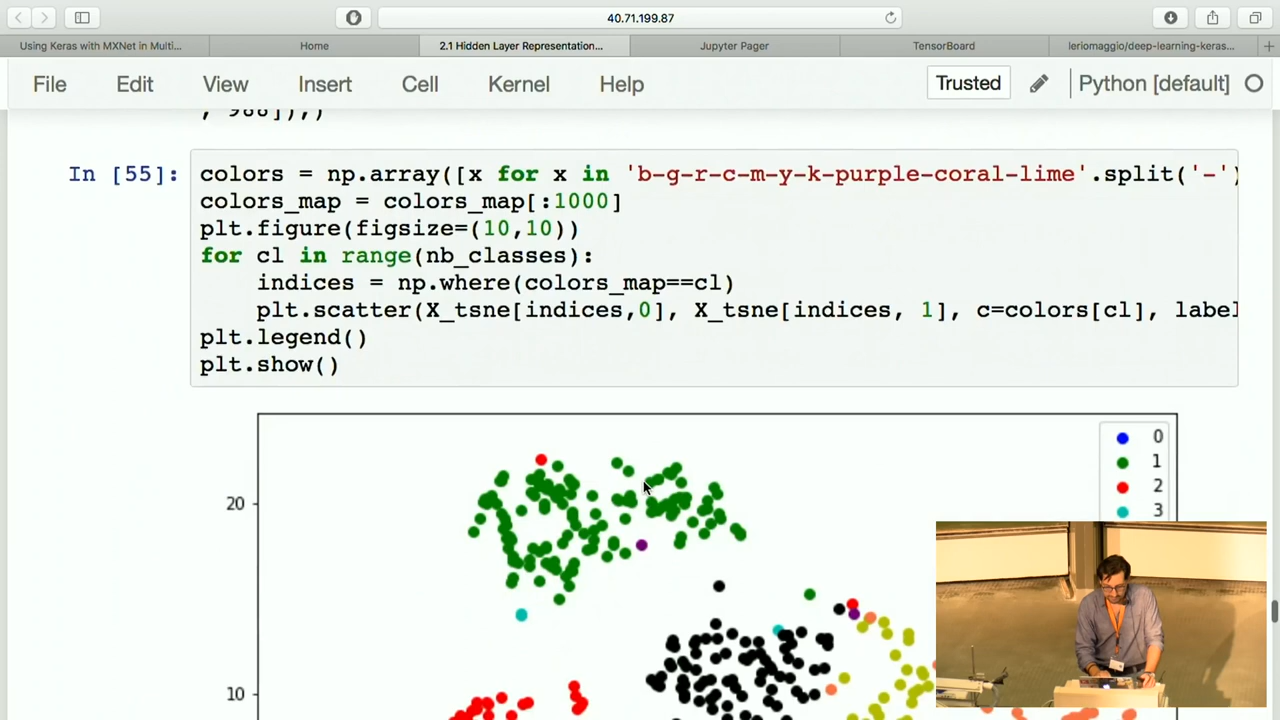 40.71.199.87
Using Keras with MXNet in Multi...
Home
2.1 Hidden Layer Representation...
Jupyter Pager
TensorBoard
leriomaggio/deep-learning-keras...
File Edit View Insert Cell Kernel Help
Trusted
Python [default]
, 988]),)
In [55]:
colors = np.array([x for x in 'b-g-r-c-m-y-k-purple-coral-lime'.split('-')
colors_map = colors_map[:1000]
plt.figure(figsize=(10,10))
for cl in range(nb_classes):
indices = np.where(colors_map==cl)
plt.scatter(X_tsne[indices,0], X_tsne[indices, 1], c=colors[cl], label
plt.legend()
plt.show()
0
1
2
3
20
10